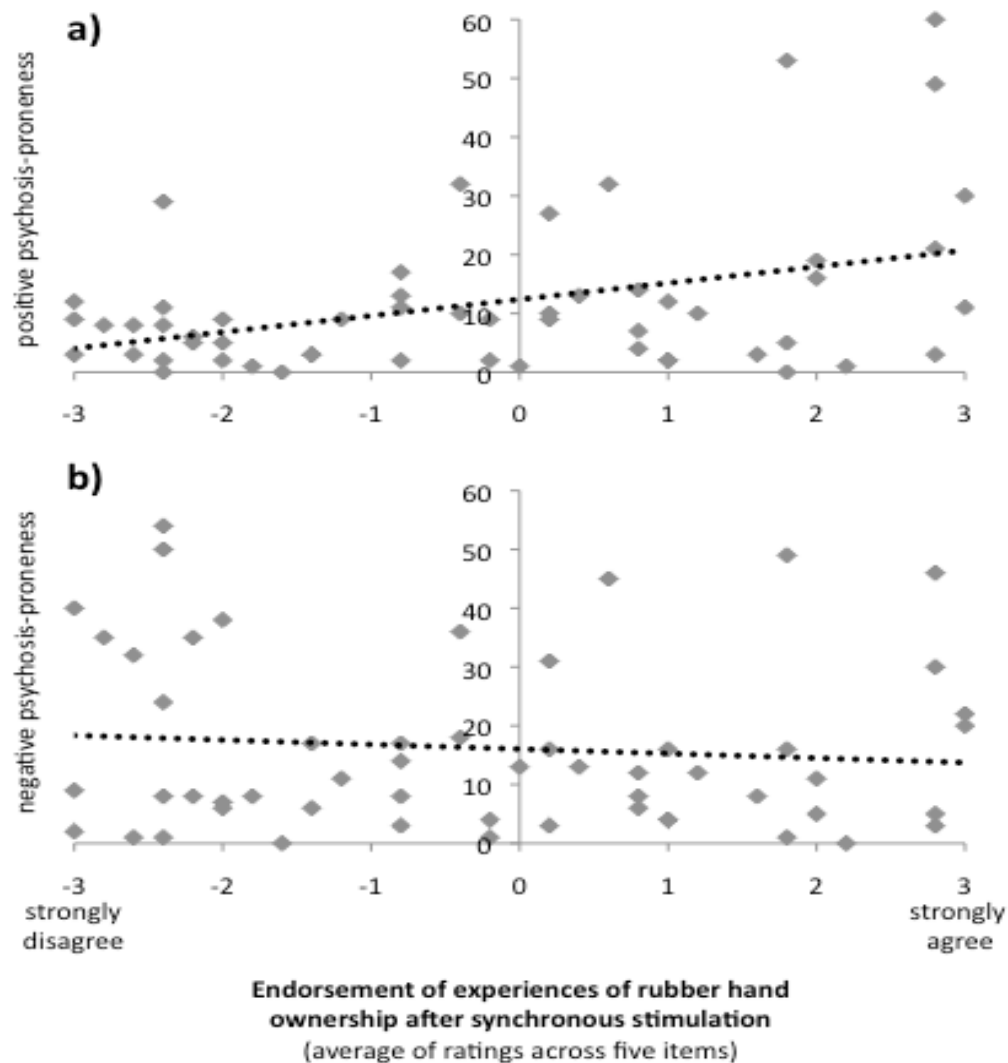 a)
positive psychosis-proneness
60
50
40
30
20
10
0
-3 -2 -1 0 1 2 3
b)
negative psychosis-proneness
60
50
40
30
20
10
0
-3 -2 -1 0 1 2 3
strongly disagree
strongly agree
Endorsement of experiences of rubber hand
ownership after synchronous stimulation
(average of ratings across five items)